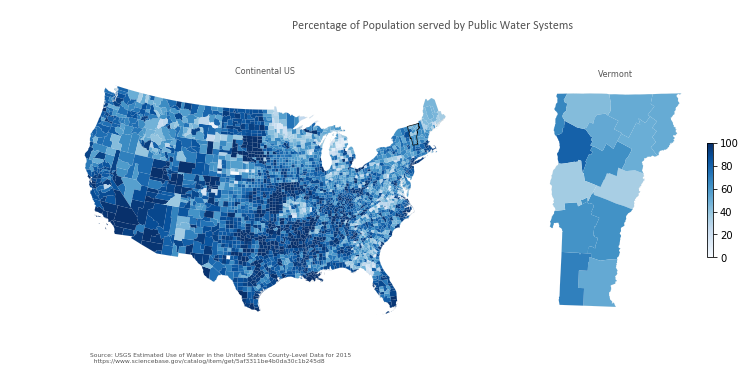 Percentage of Population served by Public Water Systems
Continental US
Vermont
100
80
60
40
20
0
Source: USGS Estimated Use of Water in the United States County-Level Data for 2015
https://www.sciencebase.gov/catalog/item/get/5af3311be4b0da30c1b245d8